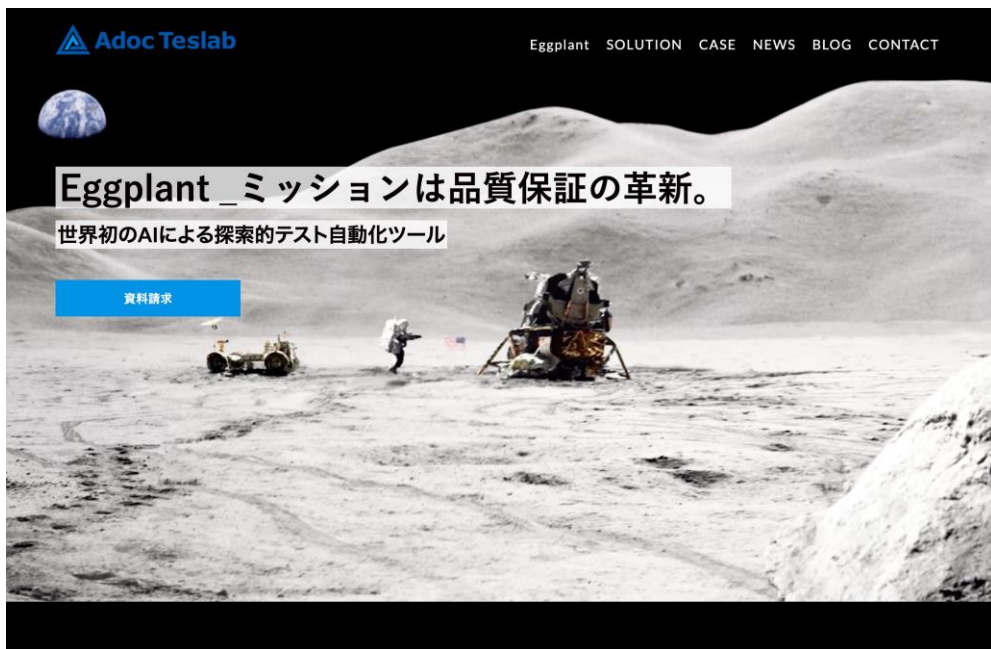 Adoc Teslab
Eggplant SOLUTION CASE NEWS BLOG CONTACT
Eggplant _ミッションは品質保証の革新。
世界初のAIによる探索的テスト自動化ツール
資料請求